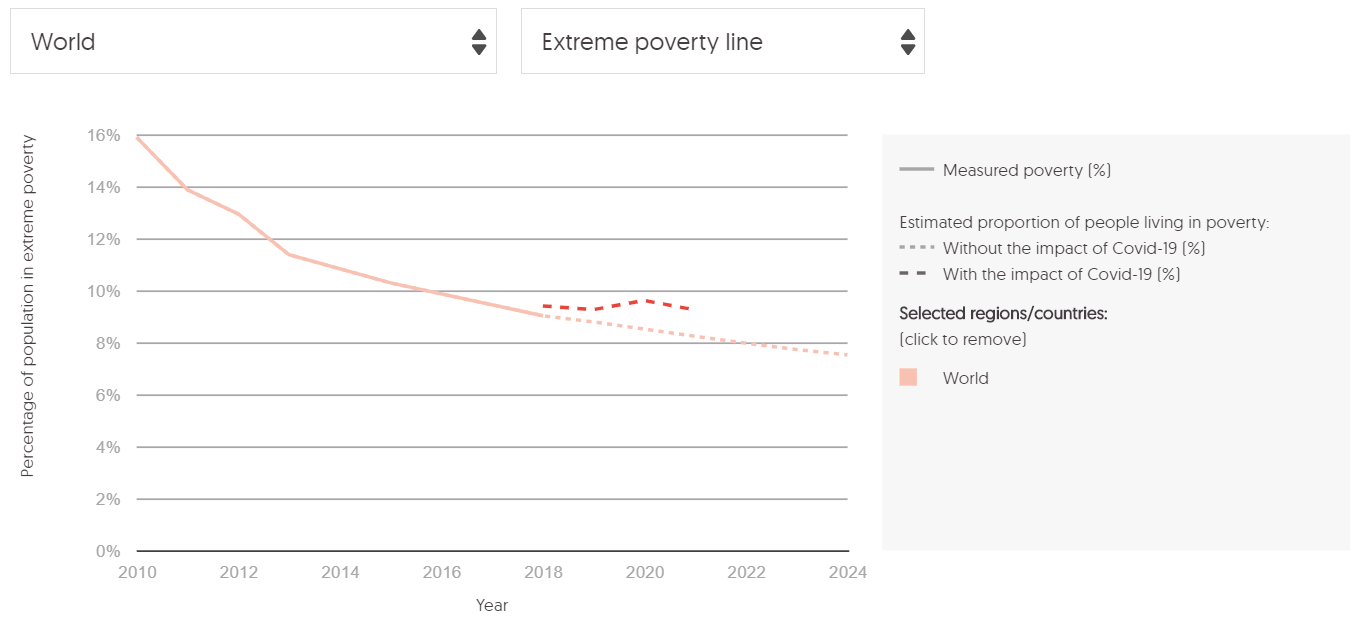 World
Extreme poverty line
Percentage of population in extreme poverty
16%
14%
12%
10%
8%
6%
4%
2%
0%
2010 2012 2014 2016 2018 2020 2022 2024
Year
Measured poverty (%)
Estimated proportion of people living in poverty:
Without the impact of Covid-19 (%)
With the impact of Covid-19 (%)
Selected regions/countries:
(click to remove)
World